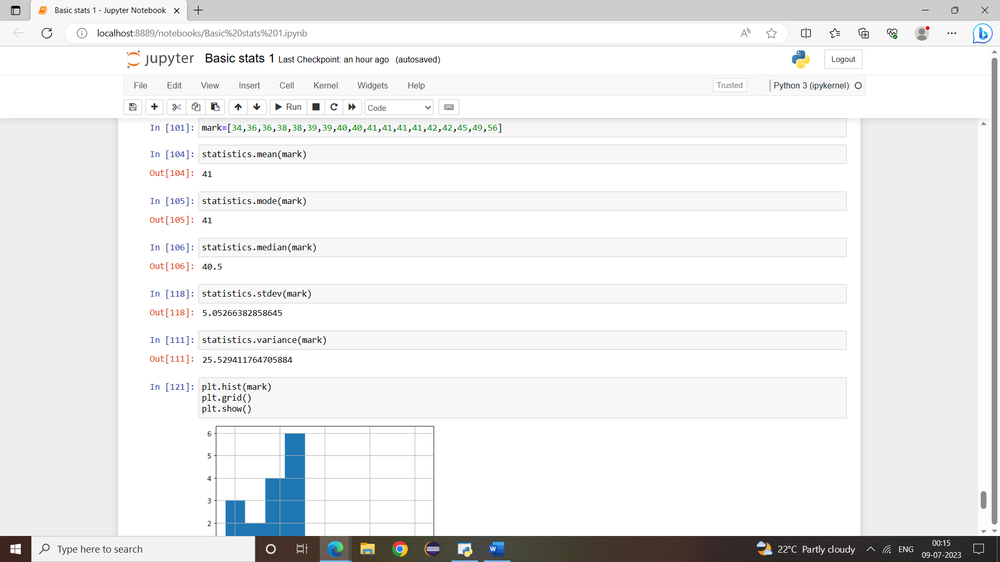 Basic stats 1 - Jupyter Notebook
localhost:8889/notebooks/Basic%20stats%201.ipynb
jupyter Basic stats 1 Last Checkpoint: an hour ago (autosaved)
Logout
File Edit View Insert Cell Kernel Widgets Help
Trusted
Python 3 (ipykernel)
Run
Code
In [101]: mark=[34,36,36,38,38,39,39,40,40,41,41,41,41,42,42,45,49,56]
In [104]: statistics.mean(mark)
Out[104]: 41
In [105]: statistics.mode(mark)
Out[105]: 41
In [106]: statistics.median(mark)
Out[106]: 40.5
In [118]: statistics.stdev(mark)
Out[118]: 5.05266382858645
In [111]: statistics.variance(mark)
Out[111]: 25.529411764705884
In [121]: plt.hist(mark)
plt.grid()
plt.show()
6
5
4
3
2
Type here to search
22°C Partly cloudy
ENG
00:15
09-07-2023